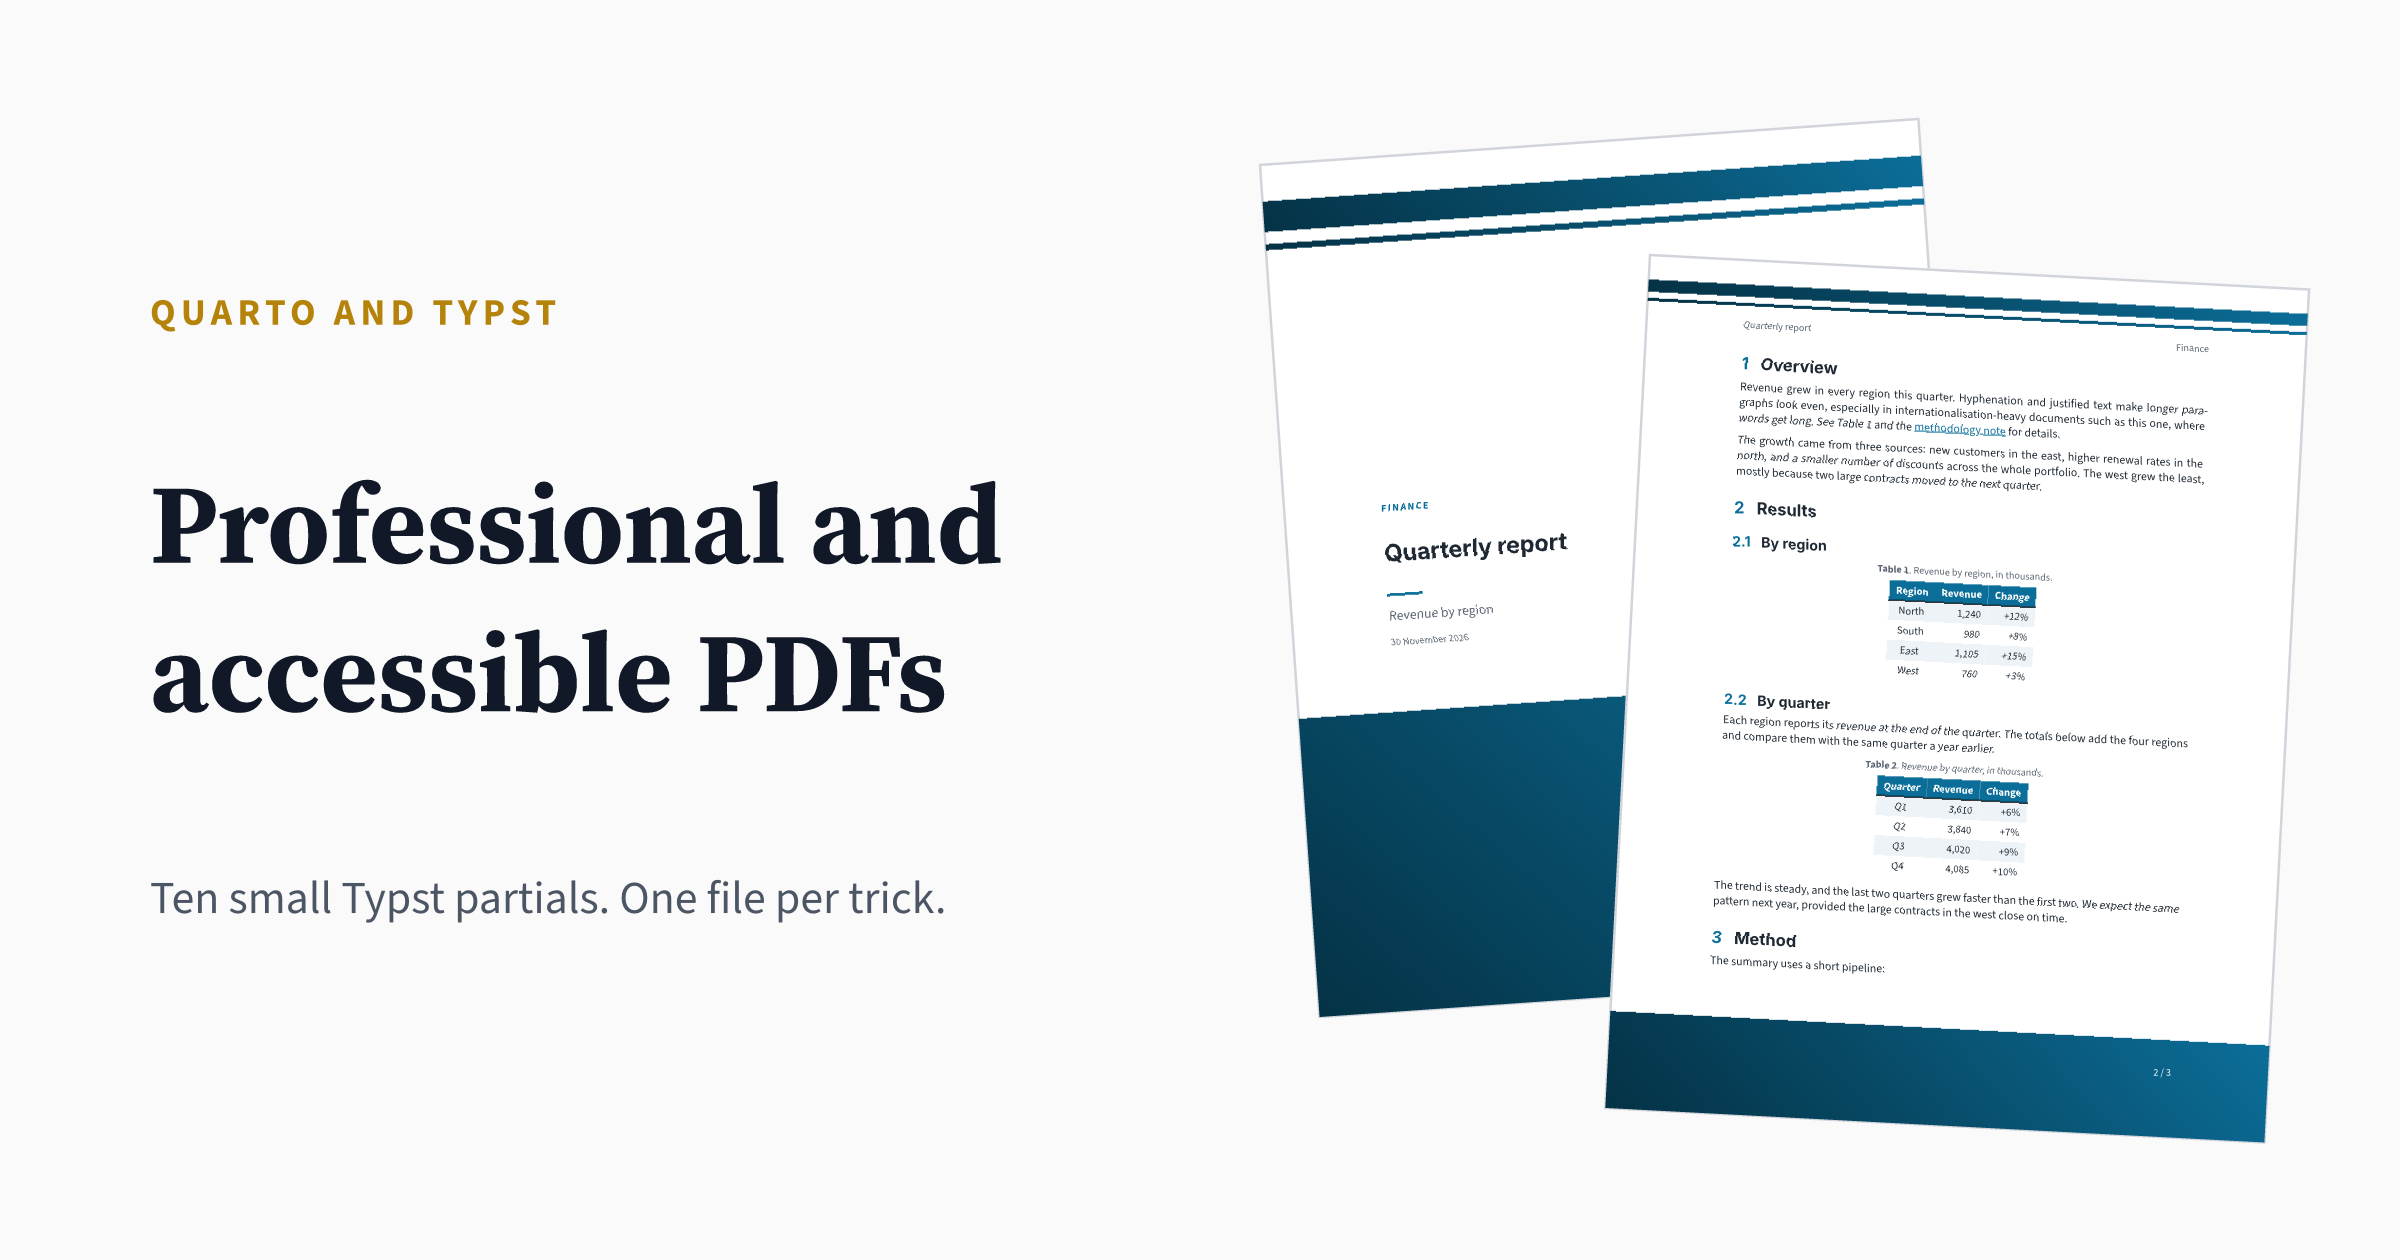 QUARTO AND TYPST
Professional and
accessible PDFs
Ten small Typst partials. One file per trick.
FINANCE
Quarterly report
Revenue by region
30 November 2026
Quarterly report
Finance
1 Overview
Revenue grew in every region this quarter. Hyphenation and justified text make longer para-
graphs look even, especially in internationalisation-heavy documents such as this one, where
words get long. See Table 1 and the methodology note for details.
The growth came from three sources: new customers in the east, higher renewal rates in the
north, and a smaller number of discounts across the whole portfolio. The west grew the least,
mostly because two large contracts moved to the next quarter.
2 Results
2.1 By region
Table 1. Revenue by region, in thousands.
Region Revenue Change
North 1,240 +12%
South 980 +8%
East 1,105 +15%
West 760 +3%
2.2 By quarter
Each region reports its revenue at the end of the quarter. The totals below add the four regions
and compare them with the same quarter a year earlier.
Table 2. Revenue by quarter, in thousands.
Quarter Revenue Change
Q1 3,610 +6%
Q2 3,840 +7%
Q3 4,020 +9%
Q4 4,085 +10%
The trend is steady, and the last two quarters grew faster than the first two. We expect the same
pattern next year, provided the large contracts in the west close on time.
3 Method
The summary uses a short pipeline:
2 / 3